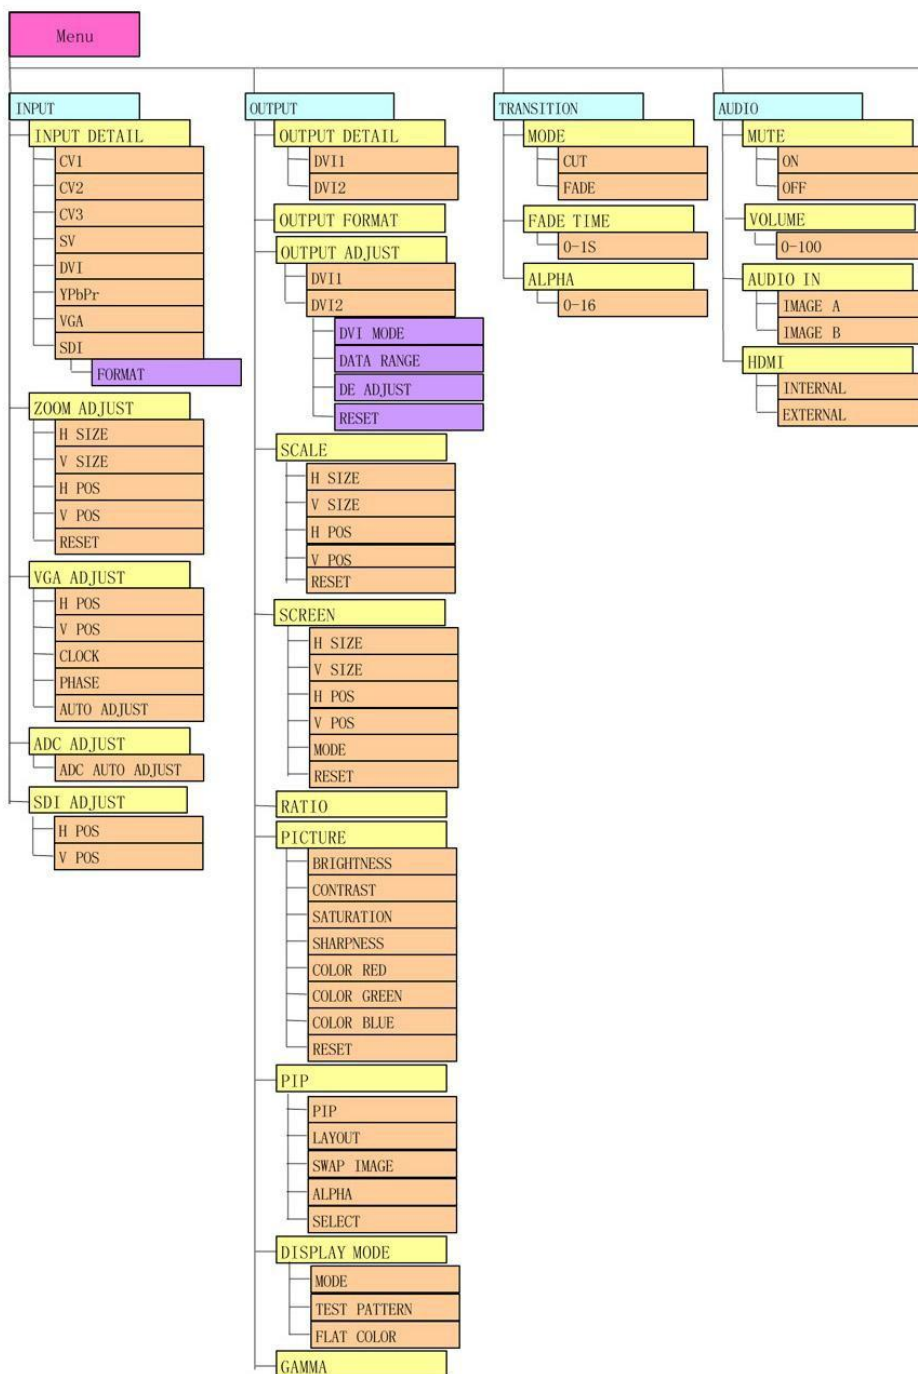 Menu
INPUT
INPUT DETAIL
CV1
CV2
CV3
SV
DVI
YPbPr
VGA
SDI
FORMAT
ZOOM ADJUST
H SIZE
V SIZE
H POS
V POS
RESET
VGA ADJUST
H POS
V POS
CLOCK
PHASE
AUTO ADJUST
ADC ADJUST
ADC AUTO ADJUST
SDI ADJUST
H POS
V POS
OUTPUT
OUTPUT DETAIL
DVI1
DVI2
OUTPUT FORMAT
OUTPUT ADJUST
DVI1
DVI2
DVI MODE
DATA RANGE
DE ADJUST
RESET
SCALE
H SIZE
V SIZE
H POS
V POS
RESET
SCREEN
H SIZE
V SIZE
H POS
V POS
MODE
RESET
RATIO
PICTURE
BRIGHTNESS
CONTRAST
SATURATION
SHARPNESS
COLOR RED
COLOR GREEN
COLOR BLUE
RESET
PIP
PIP
LAYOUT
SWAP IMAGE
ALPHA
SELECT
DISPLAY MODE
MODE
TEST PATTERN
FLAT COLOR
GAMMA
TRANSITION
MODE
CUT
FADE
FADE TIME
0-1S
ALPHA
0-16
AUDIO
MUTE
ON
OFF
VOLUME
0-100
AUDIO IN
IMAGE A
IMAGE B
HDMI
INTERNAL
EXTERNAL